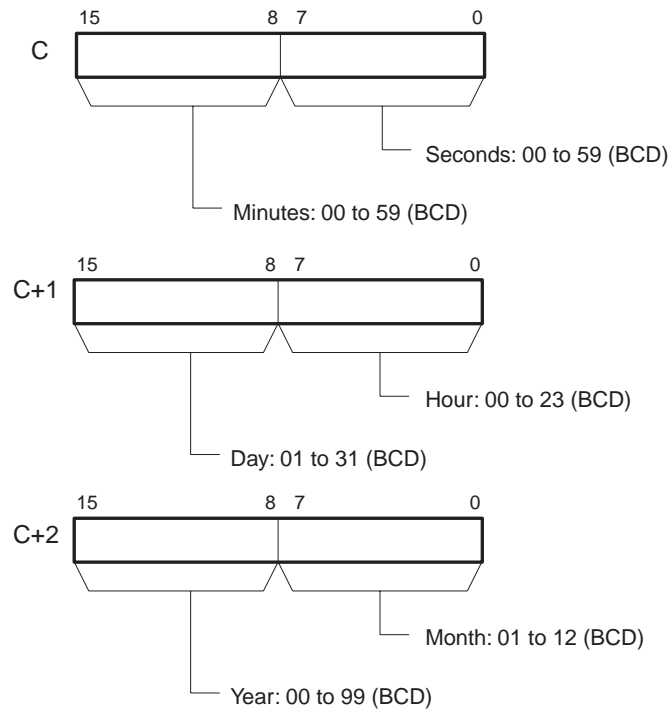 15 8 7 0
C
Seconds: 00 to 59 (BCD)
Minutes: 00 to 59 (BCD)
15 8 7 0
C+1
Hour: 00 to 23 (BCD)
Day: 01 to 31 (BCD)
15 8 7 0
C+2
Month: 01 to 12 (BCD)
Year: 00 to 99 (BCD)